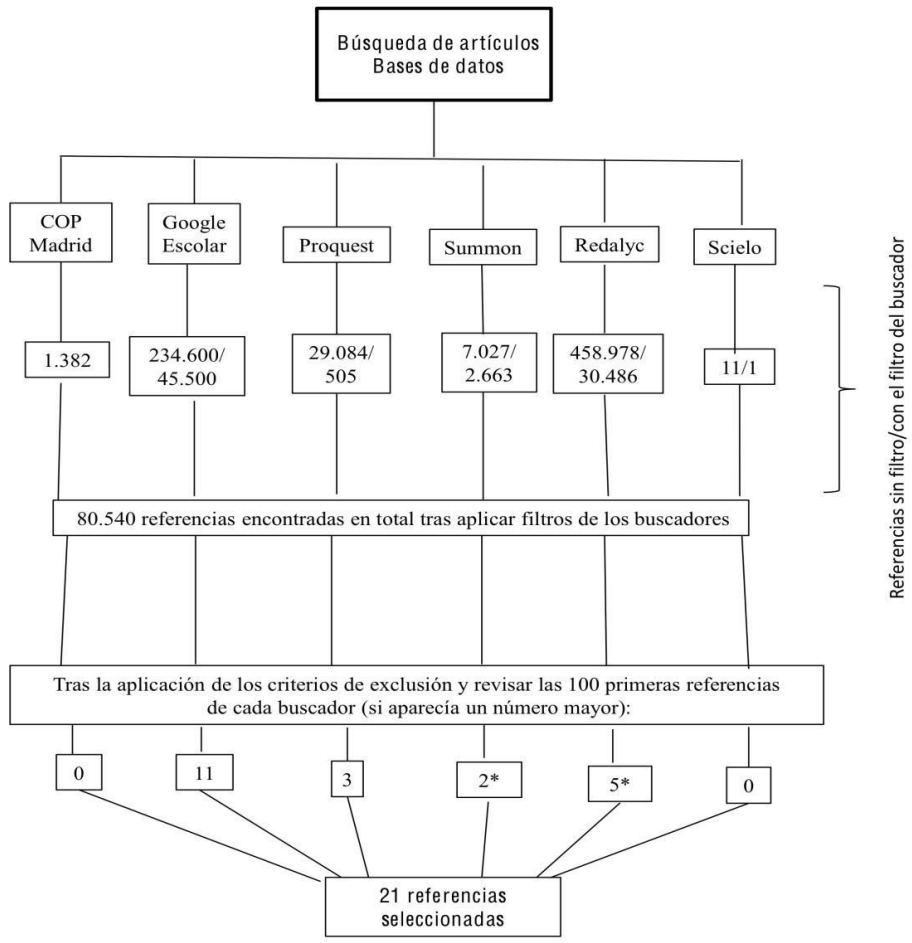 Búsqueda de artículos
Bases de datos
COP
Madrid
Google
Escolar
Proquest
Summon
Redalyc
Scielo
1.382
234.600/
45.500
29.084/
505
7.027/
2.663
458.978/
30.486
11/1
Referencias sin filtro/con el filtro del buscador
80.540 referencias encontradas en total tras aplicar filtros de los buscadores
Tras la aplicación de los criterios de exclusión y revisar las 100 primeras referencias
de cada buscador (si aparecía un número mayor):
0
11
3
2*
5*
0
21 referencias
seleccionadas